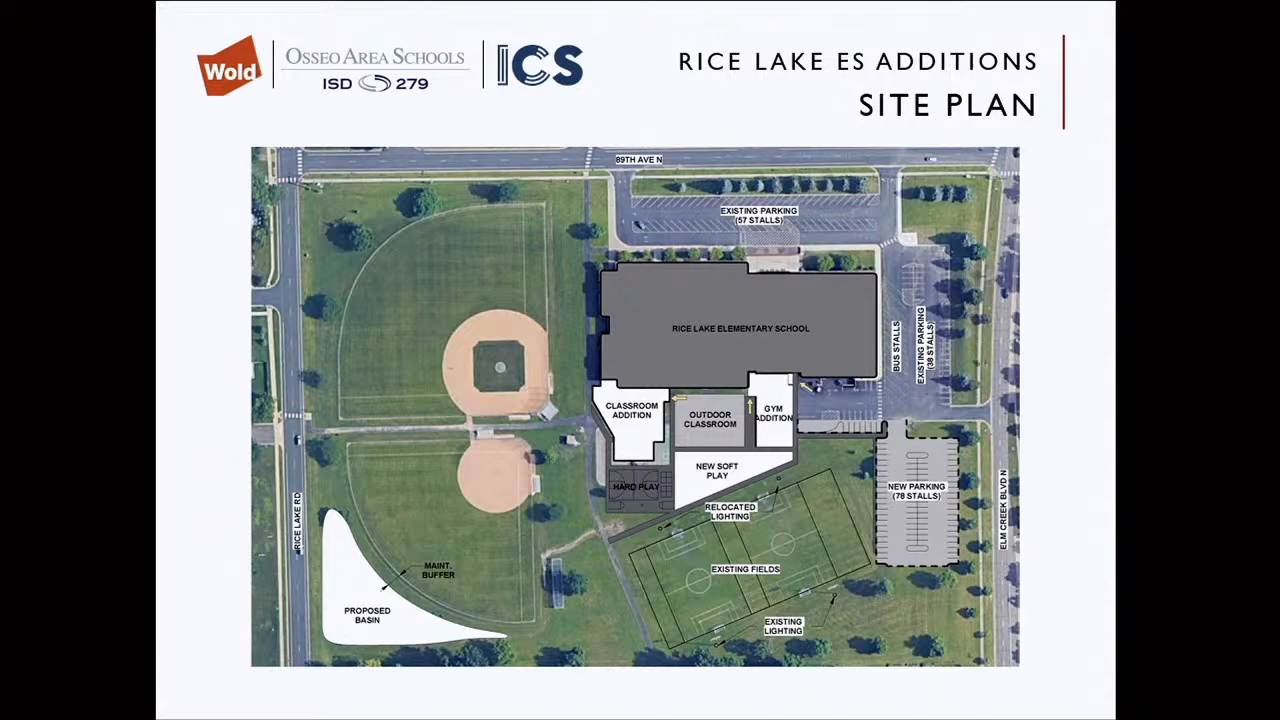 Wold
OSSEO AREA SCHOOLS
ISD 279
ICS
RICE LAKE ES ADDITIONS
SITE PLAN
89TH AVE N
EXISTING PARKING
(57 STALLS)
RICE LAKE ELEMENTARY SCHOOL
BUS STALLS
EXISTING PARKING
(38 STALLS)
CLASSROOM
ADDITION
OUTDOOR
CLASSROOM
GYM
ADDITION
NEW SOFT
PLAY
HARD PLAY
NEW PARKING
(78 STALLS)
RELOCATED
LIGHTING
RICE LAKE RD
ELM CREEK BLVD N
MAINT.
BUFFER
EXISTING FIELDS
PROPOSED
BASIN
EXISTING
LIGHTING